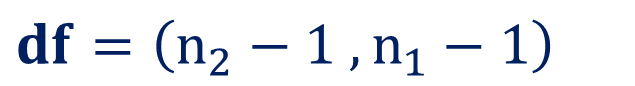 df = (n₂ − 1 , n₁ − 1)